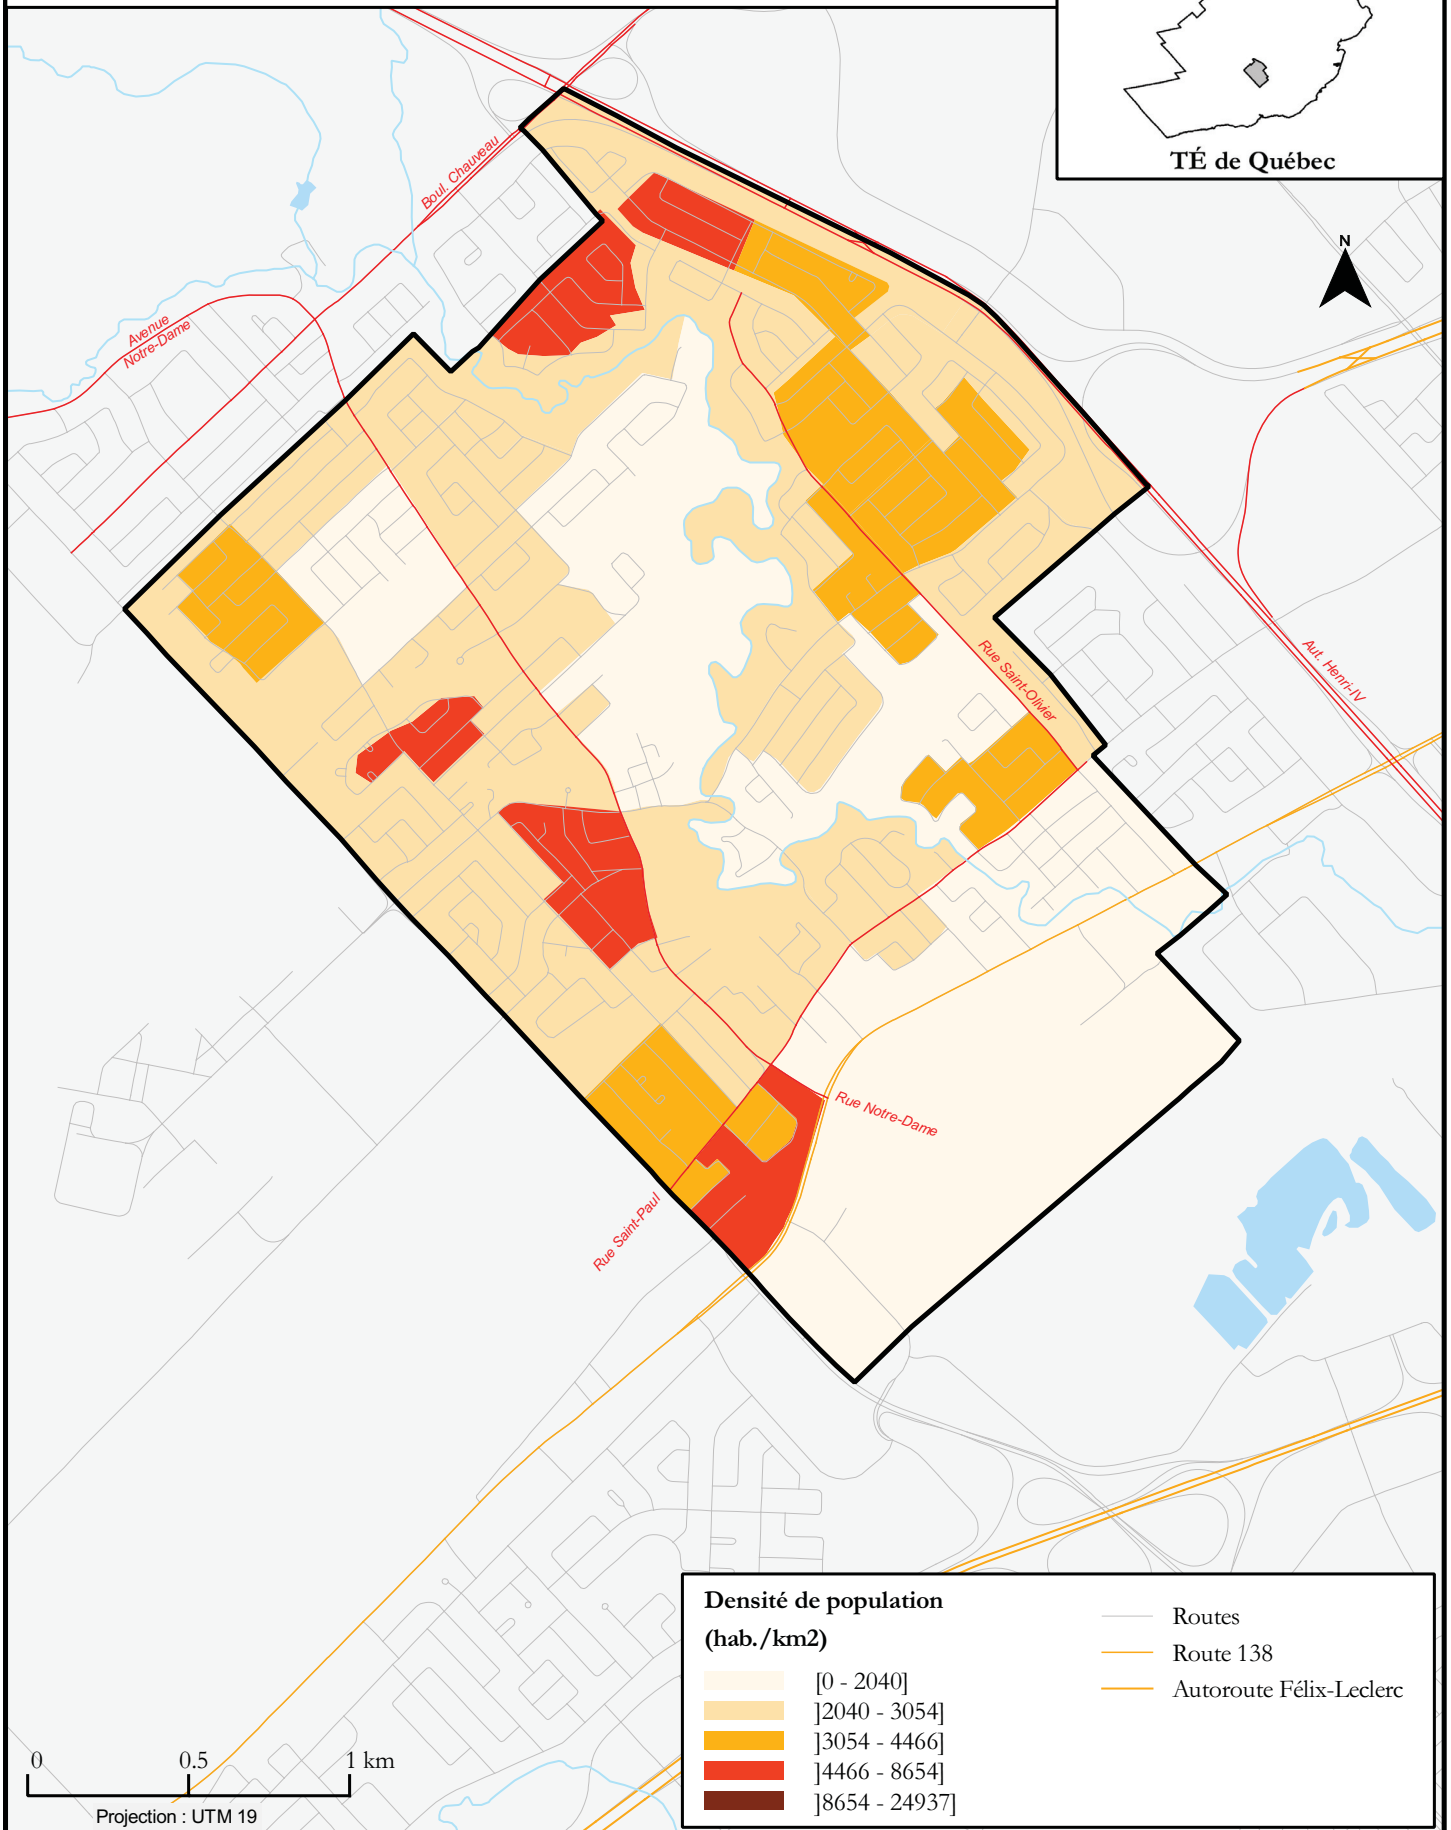 TÉ de Québec
Boul. Chauveau
N
Avenue
Notre-Dame
Rue Saint-Olivier
Aut. Henri-IV
Rue Notre-Dame
Rue Saint-Paul
Densité de population
(hab./km2)
[0 - 2040]
]2040 - 3054]
]3054 - 4466]
]4466 - 8654]
]8654 - 24937]
Routes
Route 138
Autoroute Félix-Leclerc
0 0.5 1 km
Projection : UTM 19